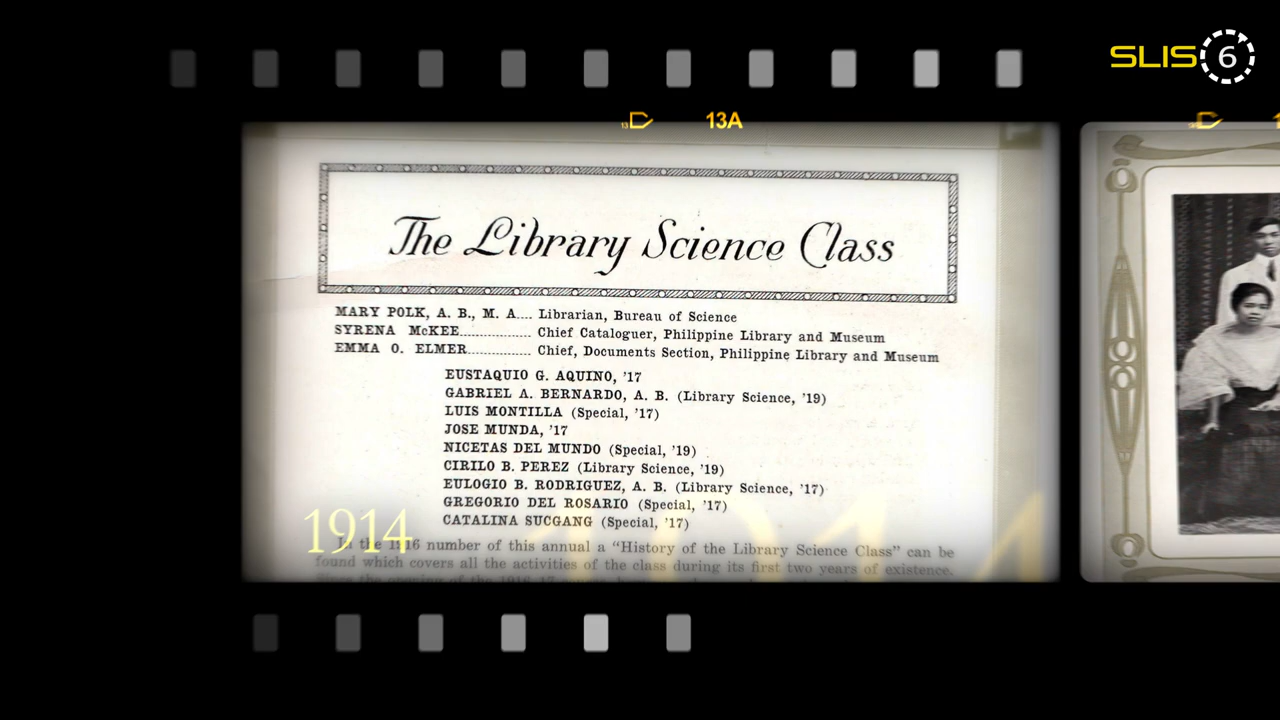 SLIS 6
13 13A
The Library Science Class
MARY POLK, A. B., M. A.... Librarian, Bureau of Science
SYRENA McKEE............... Chief Cataloguer, Philippine Library and Museum
EMMA O. ELMER............. Chief, Documents Section, Philippine Library and Museum
EUSTAQUIO G. AQUINO, '17
GABRIEL A. BERNARDO, A. B. (Library Science, '19)
LUIS MONTILLA (Special, '17)
JOSE MUNDA, '17
NICETAS DEL MUNDO (Special, '19)
CIRILO B. PEREZ (Library Science, '19)
EULOGIO B. RODRIGUEZ, A. B. (Library Science, '17)
GREGORIO DEL ROSARIO (Special, '17)
CATALINA SUCGANG (Special, '17)
1914
In the 1916 number of this annual a “History of the Library Science Class” can be
found which covers all the activities of the class during its first two years of existence.